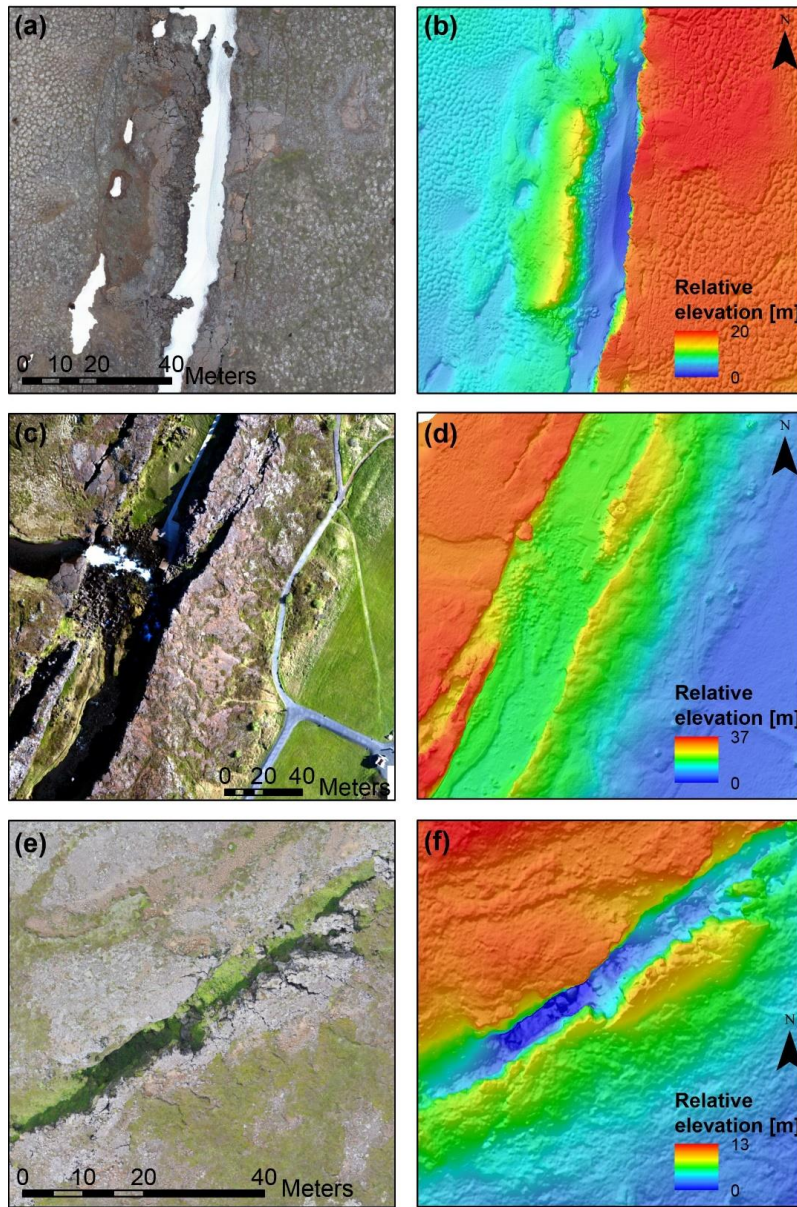 (a)
0 10 20 40
Meters
(b)
N
Relative
elevation [m]
20
0
(c)
0 20 40
Meters
(d)
N
Relative
elevation [m]
37
0
(e)
0 10 20 40
Meters
(f)
N
Relative
elevation [m]
13
0